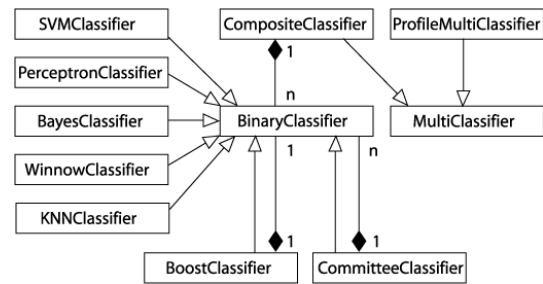 SVMClassifier
CompositeClassifier
ProfileMultiClassifier
1
PerceptronClassifier
n
BayesClassifier
BinaryClassifier
MultiClassifier
1
n
WinnowClassifier
KNNClassifier
1
1
BoostClassifier
CommitteeClassifier